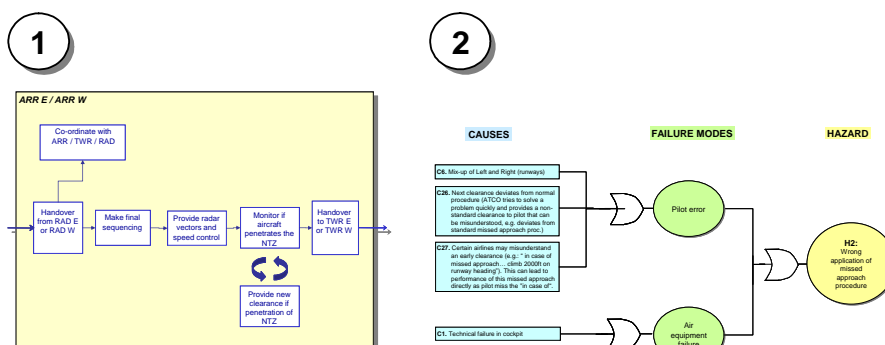 1
ARR E / ARR W
Co-ordinate with
ARR / TWR / RAD
Handover
from RAD E
or RAD W
Make final
sequencing
Provide radar
vectors and
speed control
Monitor if
aircraft
penetrates the
NTZ
Handover
to TWR E
or TWR W
Provide new
clearance if
penetration of
NTZ
2
CAUSES
FAILURE MODES
HAZARD
C6. Mix-up of Left and Right (runways)
C26. Next clearance deviates from normal
procedure (ATCO tries to solve a
problem quickly and provides a non-
standard clearance to pilot that can
be misunderstood, e.g. deviates from
standard missed approach proc.)
C27. Certain airlines may misunderstand
an early clearance (e.g.: " in case of
missed approach... climb 2000ft on
runway heading"). This can lead to
performance of this missed approach
directly as pilot miss the "in case of".
C1. Technical failure in cockpit
Pilot error
Air
equipment
failure
H2:
Wrong
application of
missed
approach
procedure